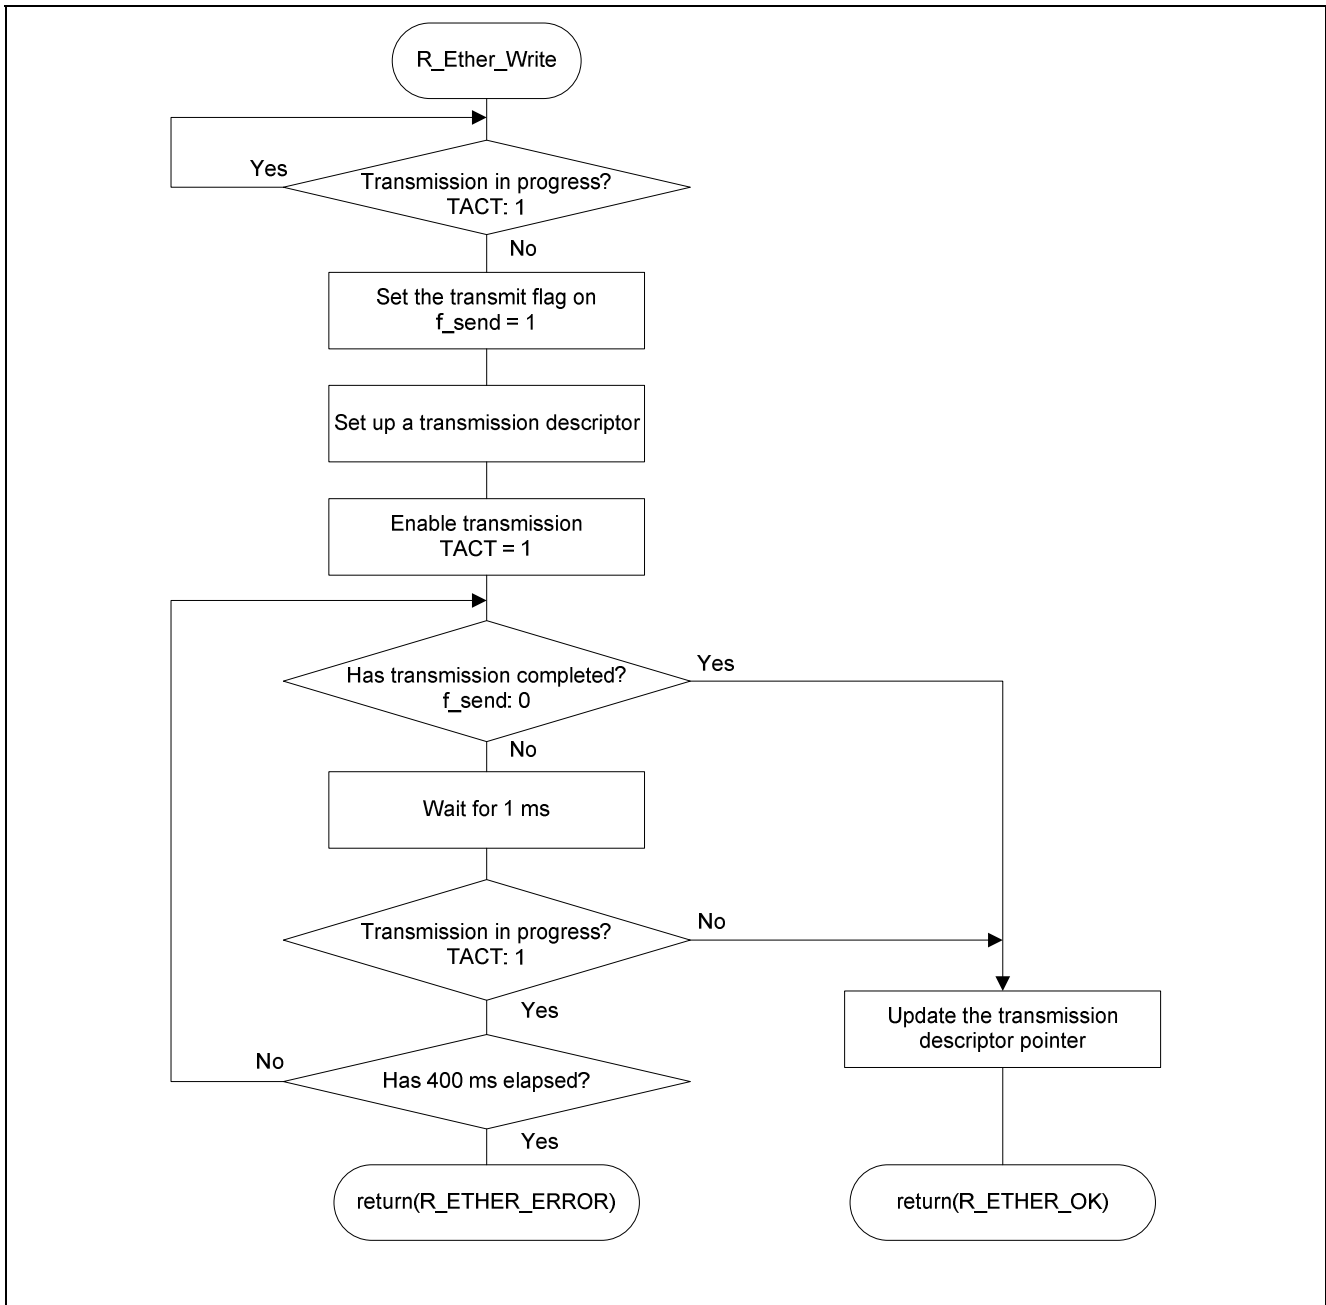 R_Ether_Write
Yes
Transmission in progress?
TACT: 1
No
Set the transmit flag on
f_send = 1
Set up a transmission descriptor
Enable transmission
TACT = 1
Has transmission completed?
f_send: 0
Yes
No
Wait for 1 ms
Transmission in progress?
TACT: 1
No
Yes
Update the transmission
descriptor pointer
No
Has 400 ms elapsed?
Yes
return(R_ETHER_ERROR)
return(R_ETHER_OK)